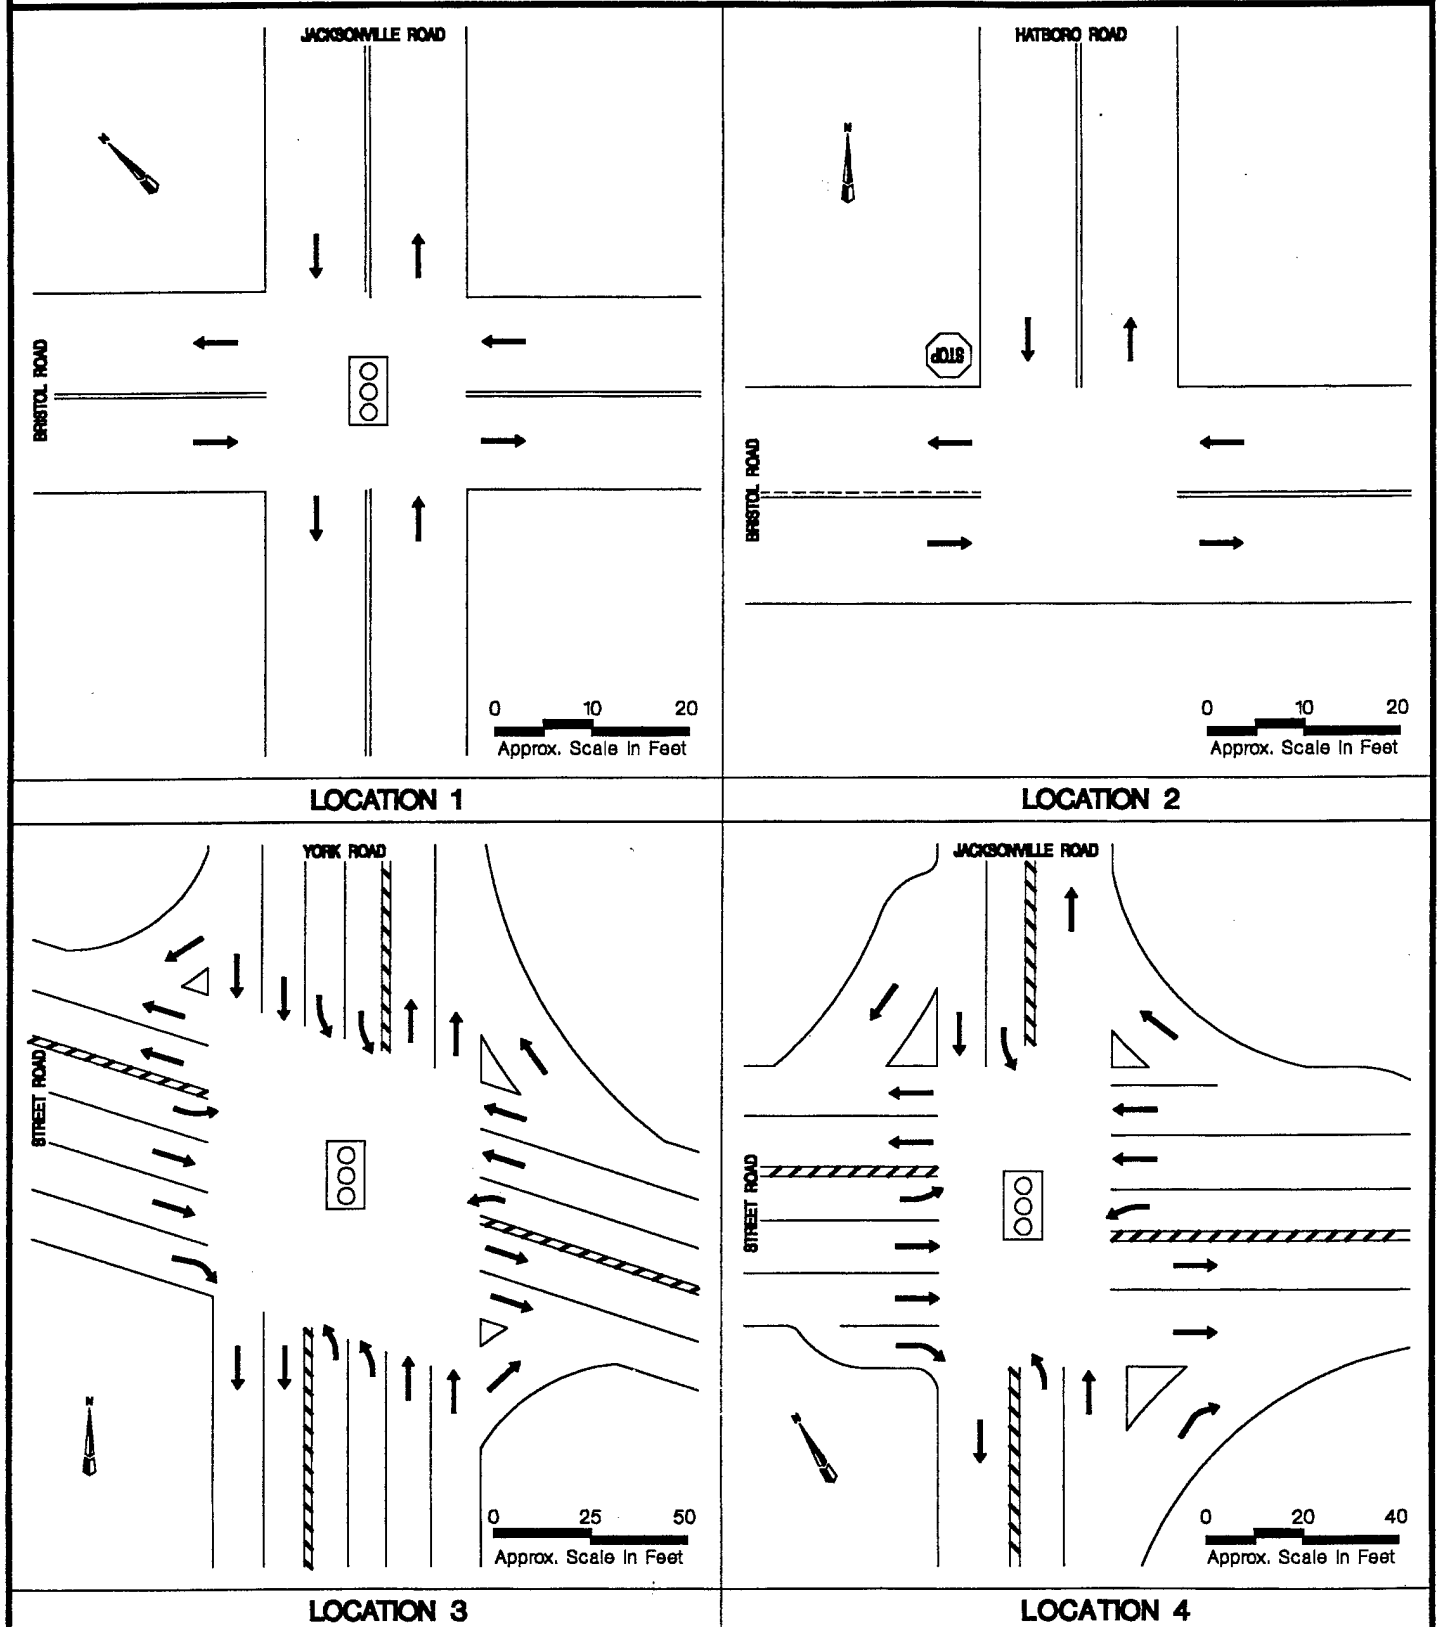 JACKSONVILLE ROAD
N
BRISTOL ROAD
0 10 20
Approx. Scale in Feet
LOCATION 1
HATBORO ROAD
N
STOP
BRISTOL ROAD
0 10 20
Approx. Scale in Feet
LOCATION 2
YORK ROAD
STREET ROAD
N
0 25 50
Approx. Scale in Feet
LOCATION 3
JACKSONVILLE ROAD
STREET ROAD
N
0 20 40
Approx. Scale in Feet
LOCATION 4